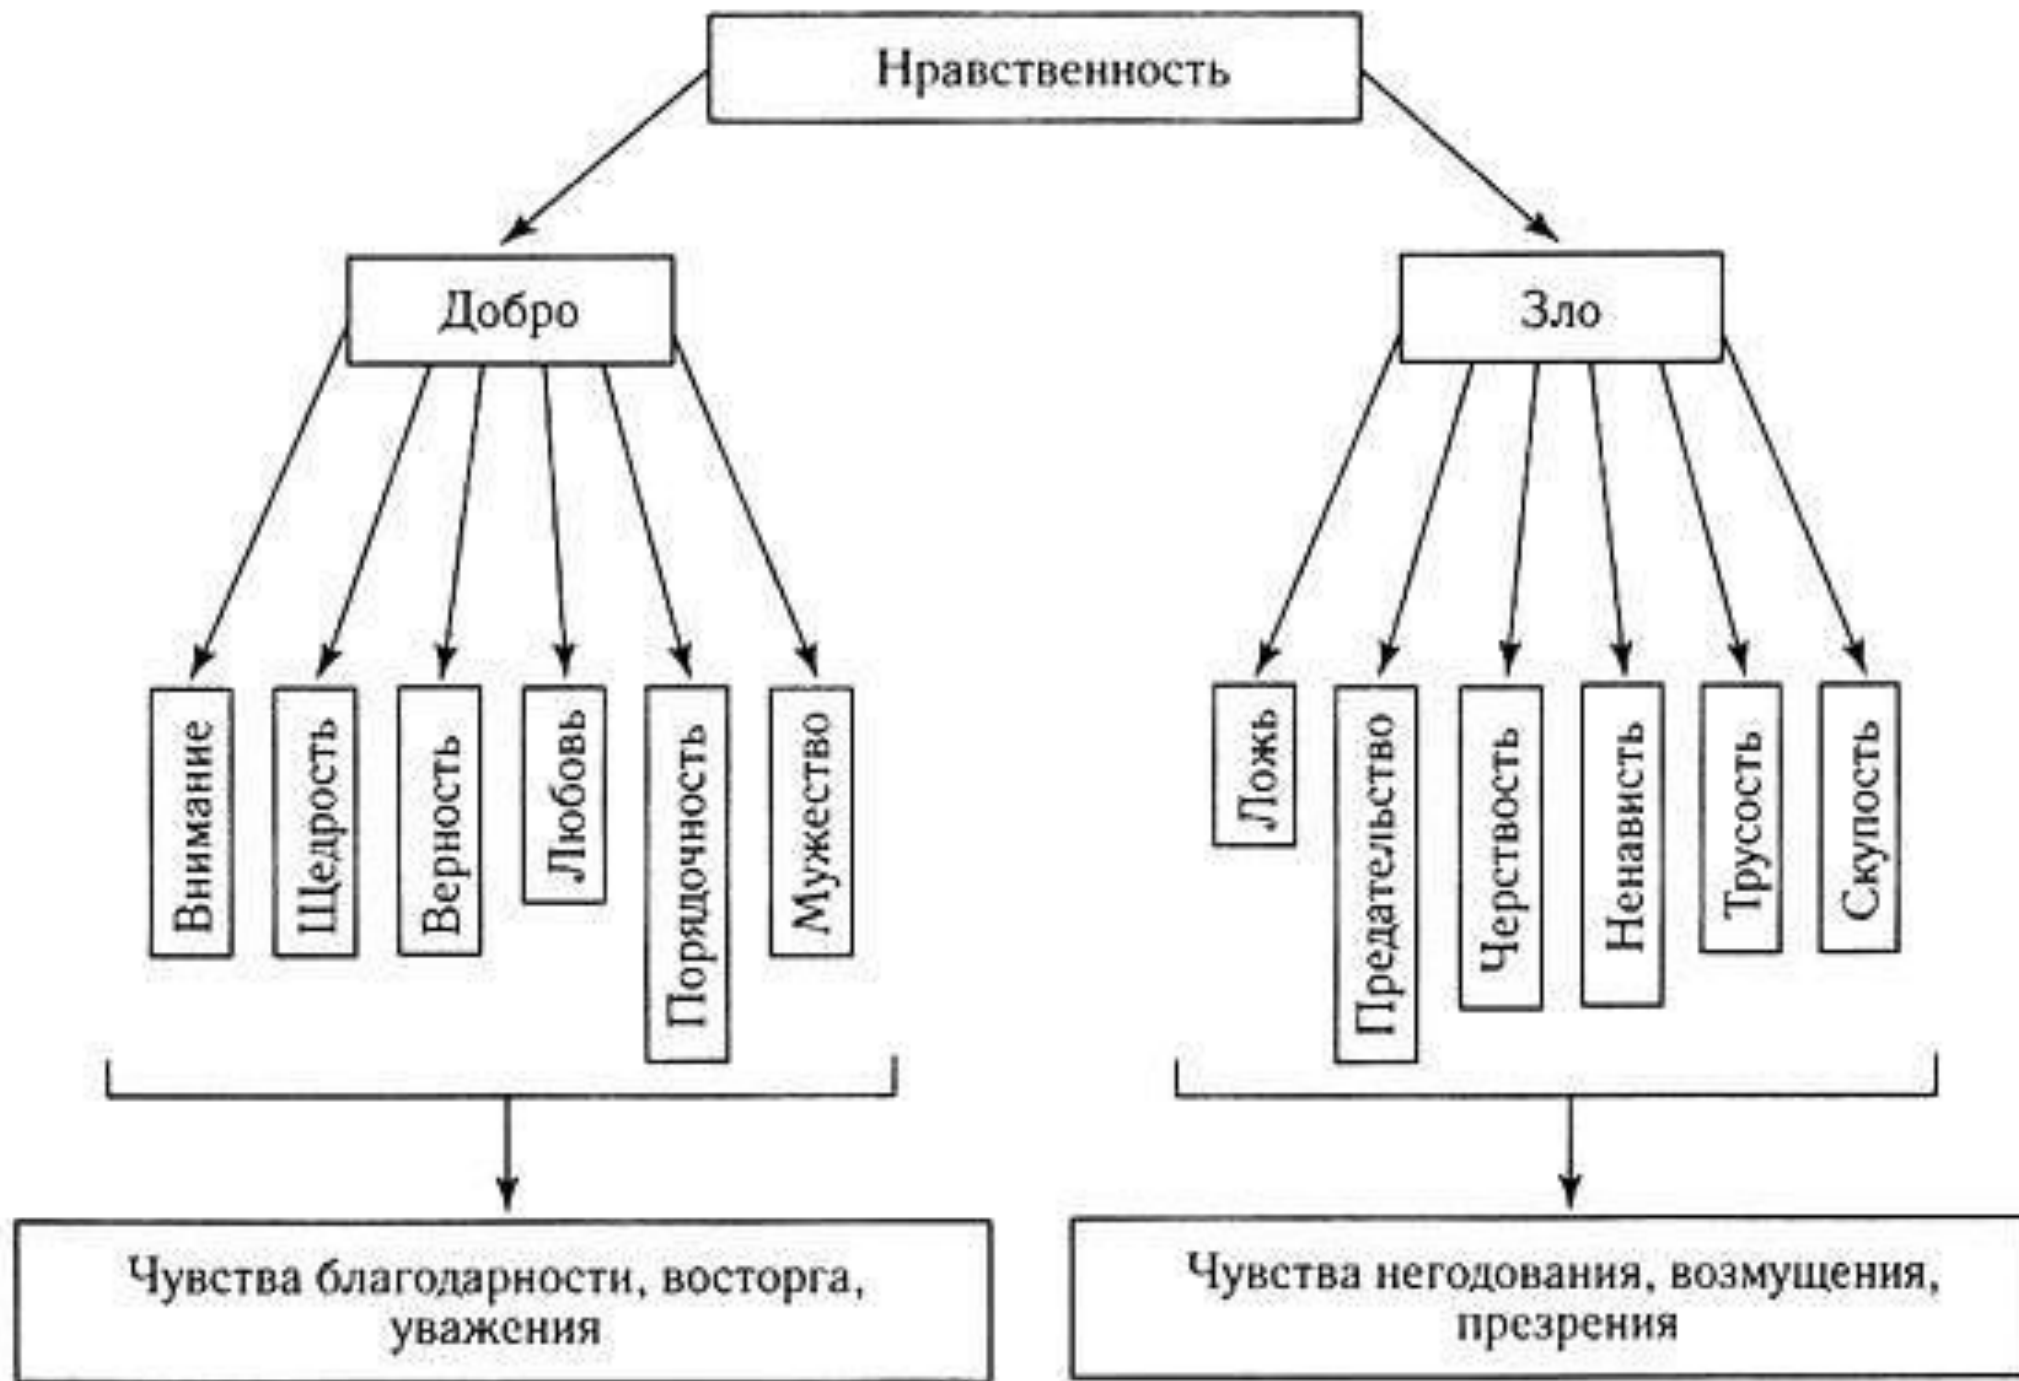 Нравственность
Добро
Зло
Внимание
Щедрость
Верность
Любовь
Порядочность
Мужество
Ложь
Предательство
Черствость
Ненависть
Трусость
Скупость
Чувства благодарности, восторга,
уважения
Чувства негодования, возмущения,
презрения